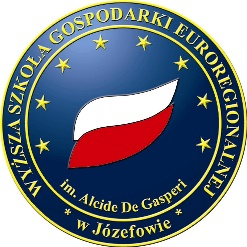 WYŻSZA SZKOŁA GOSPODARKI EUROREGIONALNEJ
im. Alcide De Gasperi
* w Józefowie *